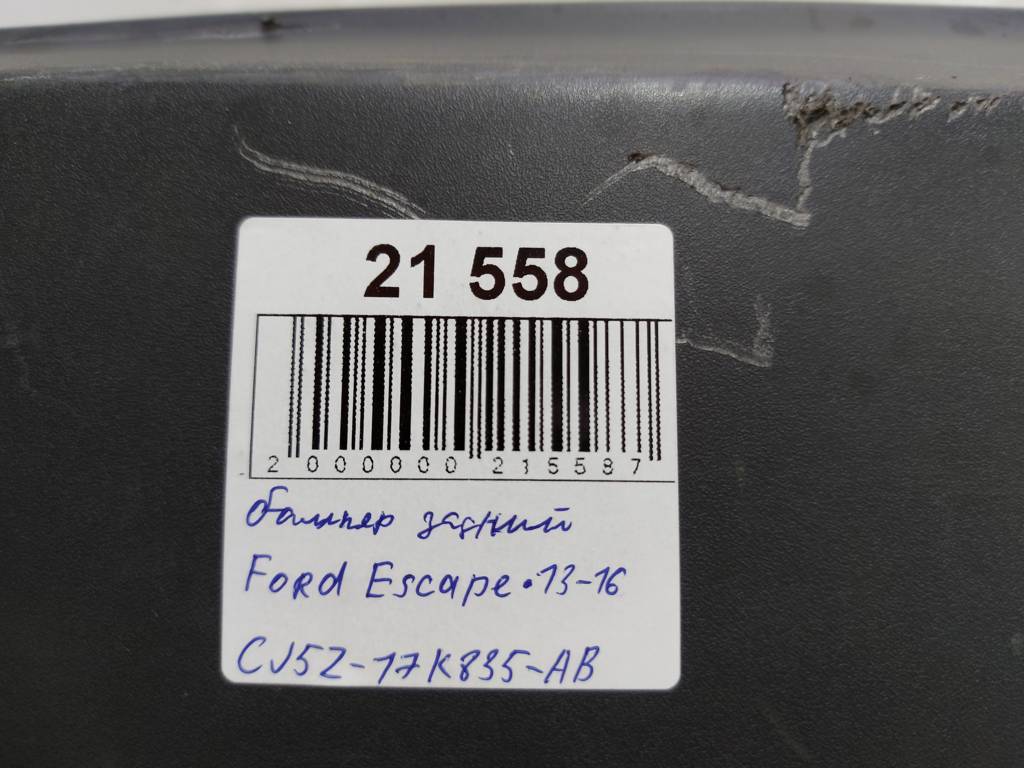 21 558
2 000000 215587
бампер задний
Ford Escape • 13-16
CJ5Z-17K835-AB